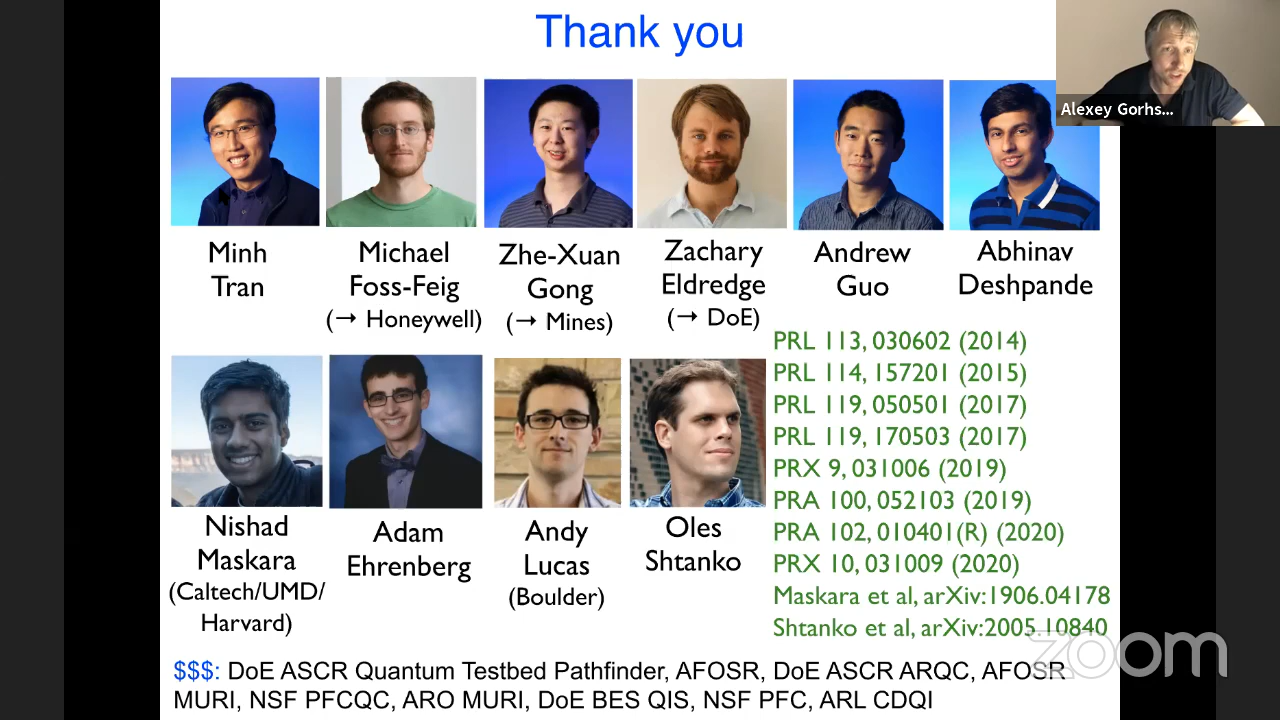 Thank you
Alexey Gorhs...
Minh
Tran
Michael
Foss-Feig
(→ Honeywell)
Zhe-Xuan
Gong
(→ Mines)
Zachary
Eldredge
(→ DoE)
Andrew
Guo
Abhinav
Deshpande
Nishad
Maskara
(Caltech/UMD/
Harvard)
Adam
Ehrenberg
Andy
Lucas
(Boulder)
Oles
Shtanko
PRL 113, 030602 (2014)
PRL 114, 157201 (2015)
PRL 119, 050501 (2017)
PRL 119, 170503 (2017)
PRX 9, 031006 (2019)
PRA 100, 052103 (2019)
PRA 102, 010401(R) (2020)
PRX 10, 031009 (2020)
Maskara et al, arXiv:1906.04178
Shtanko et al, arXiv:2005.10840
zoom
$$$: DoE ASCR Quantum Testbed Pathfinder, AFOSR, DoE ASCR ARQC, AFOSR
MURI, NSF PFCQC, ARO MURI, DoE BES QIS, NSF PFC, ARL CDQI